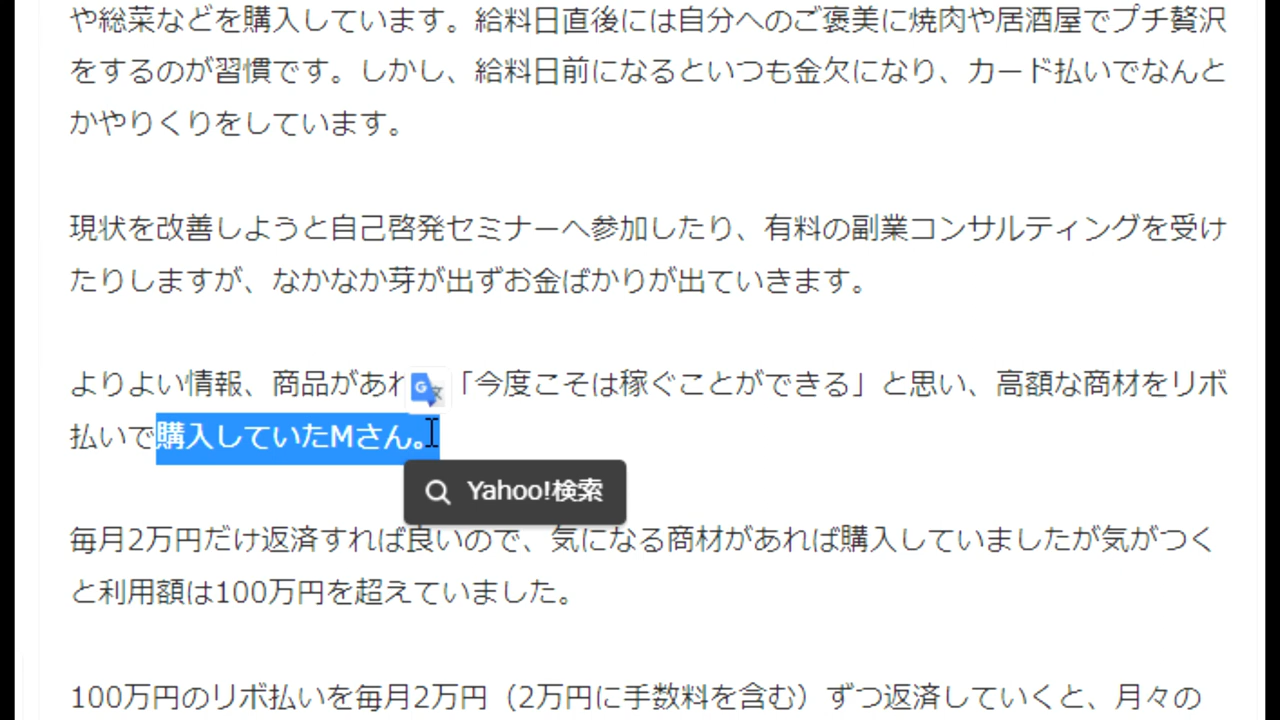 や総菜などを購入しています。給料日直後には自分へのご褒美に焼肉や居酒屋でプチ贅沢
をするのが習慣です。しかし、給料日前になるといつも金欠になり、カード払いでなんと
かやりくりをしています。
現状を改善しようと自己啓発セミナーへ参加したり、有料の副業コンサルティングを受け
たりしますが、なかなか芽が出ずお金ばかりが出ていきます。
よりよい情報、商品があれ「今度こそは稼ぐことができる」と思い、高額な商材をリボ
払いで購入していたMさん。
Yahoo!検索
毎月2万円だけ返済すれば良いので、気になる商材があれば購入していましたが気がつく
と利用額は100万円を超えていました。
100万円のリボ払いを毎月2万円（2万円に手数料を含む）ずつ返済していくと、月々の